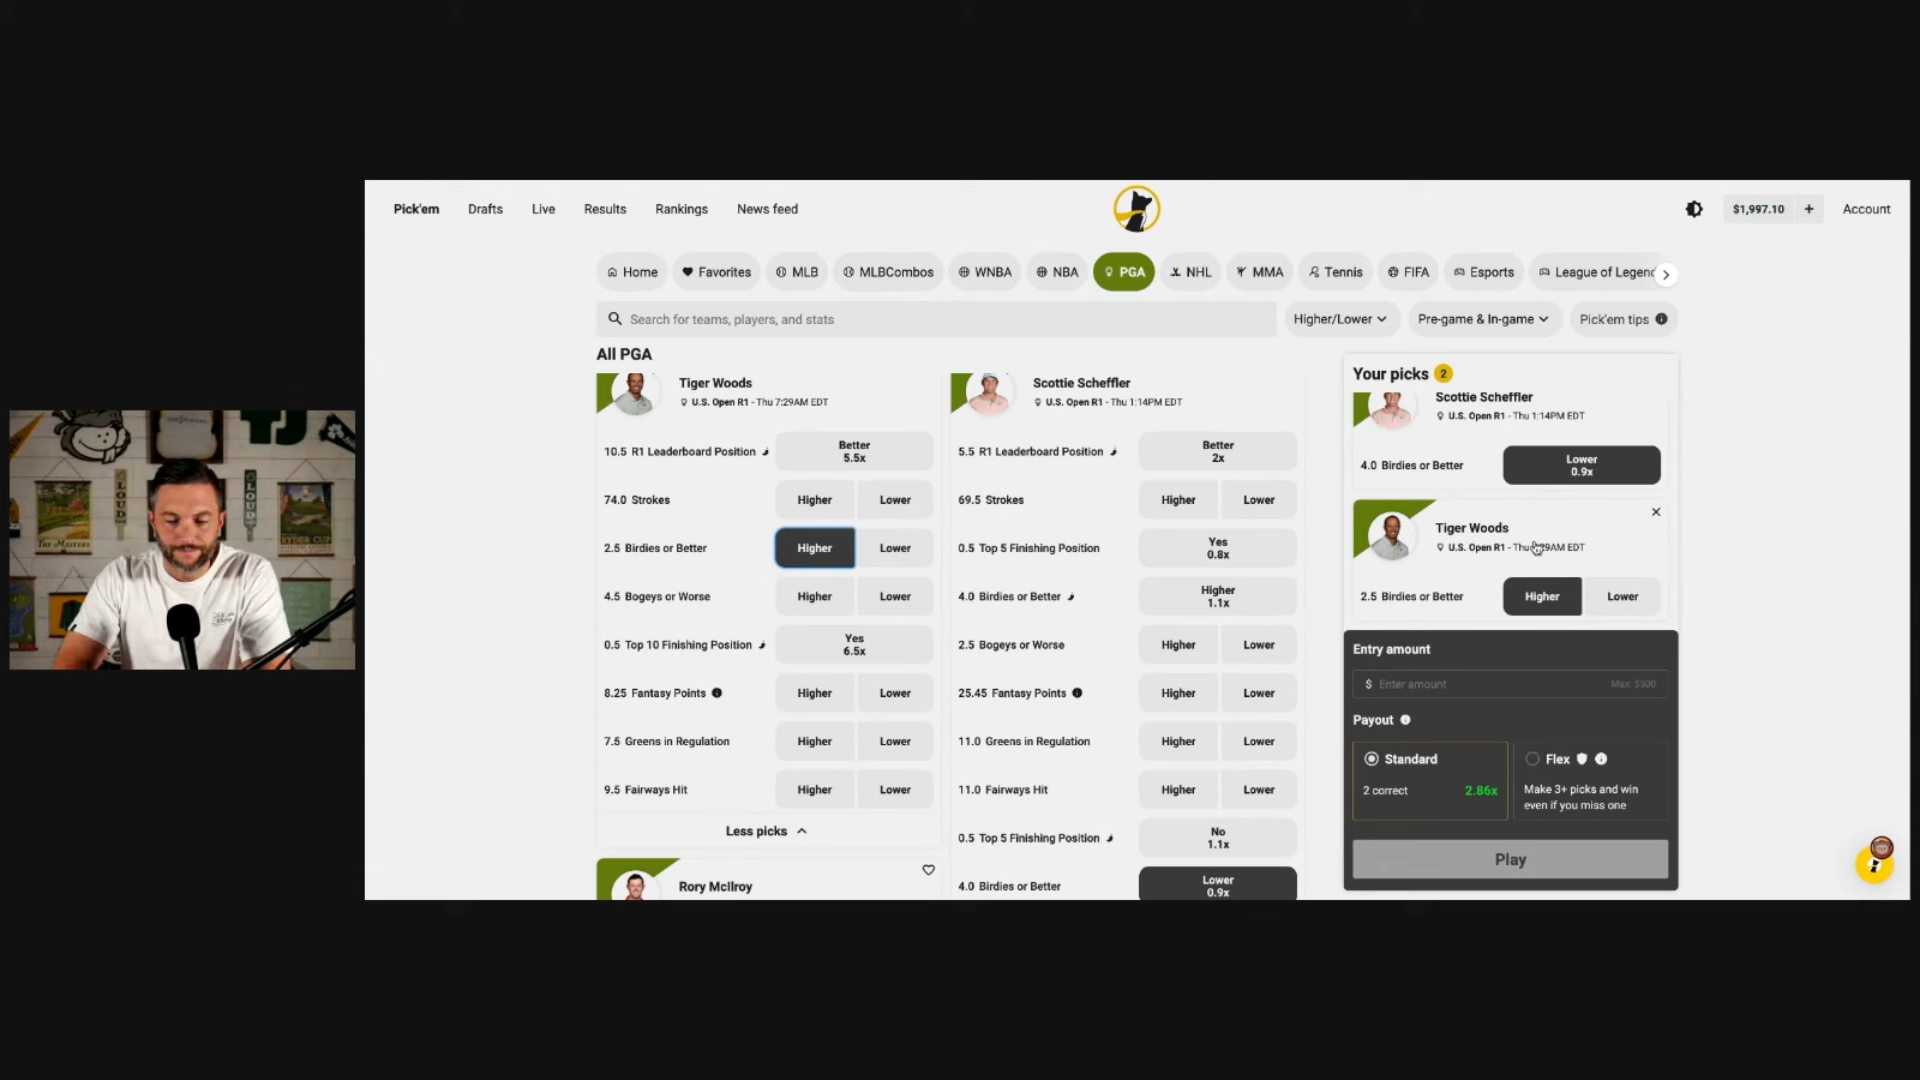 Pick'em Drafts Live Results Rankings News feed
$1,997.10 + Account
Home Favorites MLB MLBCombos WNBA NBA PGA NHL MMA Tennis FIFA Esports League of Legenc
Search for teams, players, and stats
Higher/Lower Pre-game & In-game Pick'em tips
All PGA
Tiger Woods
U.S. Open R1 - Thu 7:29AM EDT
10.5 R1 Leaderboard Position Better
5.5x
74.0 Strokes Higher Lower
2.5 Birdies or Better Higher Lower
4.5 Bogeys or Worse Higher Lower
0.5 Top 10 Finishing Position Yes
6.5x
8.25 Fantasy Points Higher Lower
7.5 Greens in Regulation Higher Lower
9.5 Fairways Hit Higher Lower
Less picks
Rory McIlroy
Scottie Scheffler
U.S. Open R1 - Thu 1:14PM EDT
5.5 R1 Leaderboard Position Better
2x
69.5 Strokes Higher Lower
0.5 Top 5 Finishing Position Yes
0.8x
4.0 Birdies or Better Higher
1.1x
2.5 Bogeys or Worse Higher Lower
25.45 Fantasy Points Higher Lower
11.0 Greens in Regulation Higher Lower
11.0 Fairways Hit Higher Lower
0.5 Top 5 Finishing Position No
1.1x
4.0 Birdies or Better Lower
0.9x
Your picks 2
Scottie Scheffler
U.S. Open R1 - Thu 1:14PM EDT
4.0 Birdies or Better Lower
0.9x
Tiger Woods
U.S. Open R1 - Thu 29AM EDT
2.5 Birdies or Better Higher Lower
Entry amount
$ Enter amount Max: $500
Payout
Standard
2 correct 2.86x
Flex
Make 3+ picks and win
even if you miss one
Play
LOUD
LOUD
THE MASTERS
RYDER CUP
TJ